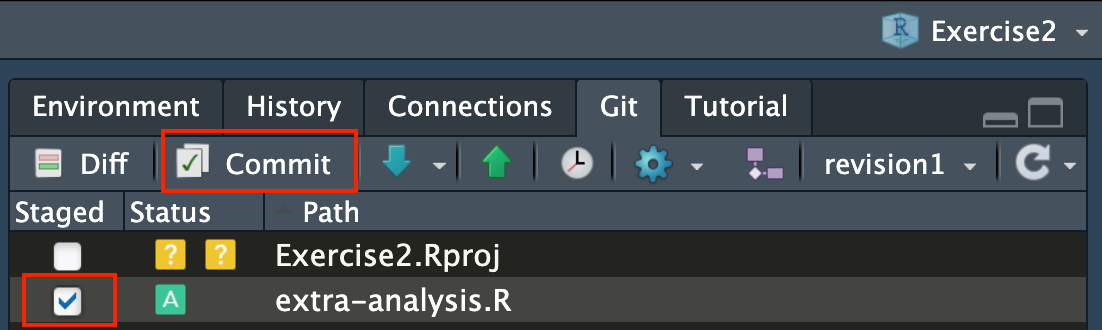 R Exercise2
Environment History Connections Git Tutorial
Diff Commit revision1
Staged Status Path
? ? Exercise2.Rproj
A extra-analysis.R